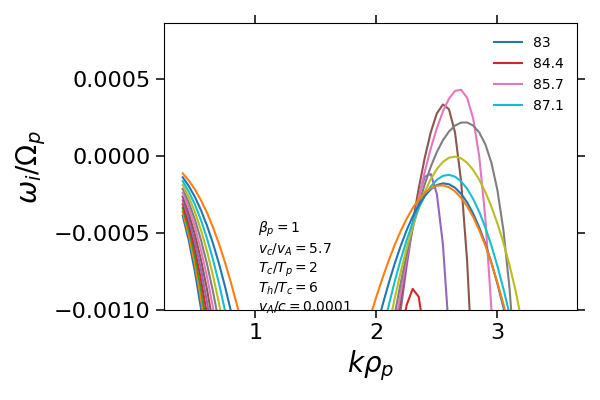 83
84.4
85.7
87.1
0.0005
0.0000
−0.0005
−0.0010
ω_i/Ω_p
β_p = 1
v_c/v_A = 5.7
T_c/T_p = 2
T_h/T_c = 6
v_A/c = 0.0001
1 2 3
kρ_p